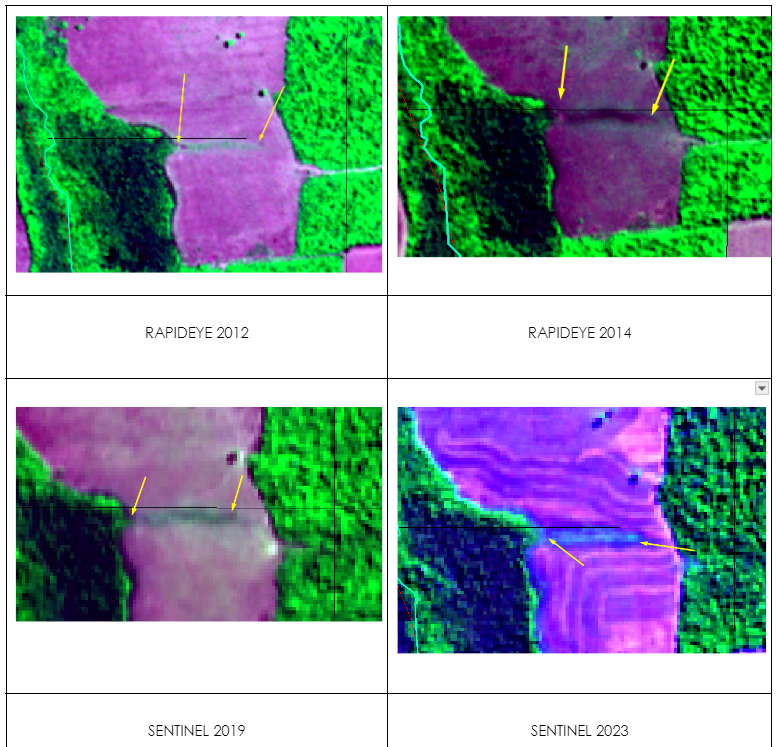 RAPIDEYE 2012
RAPIDEYE 2014
SENTINEL 2019
SENTINEL 2023